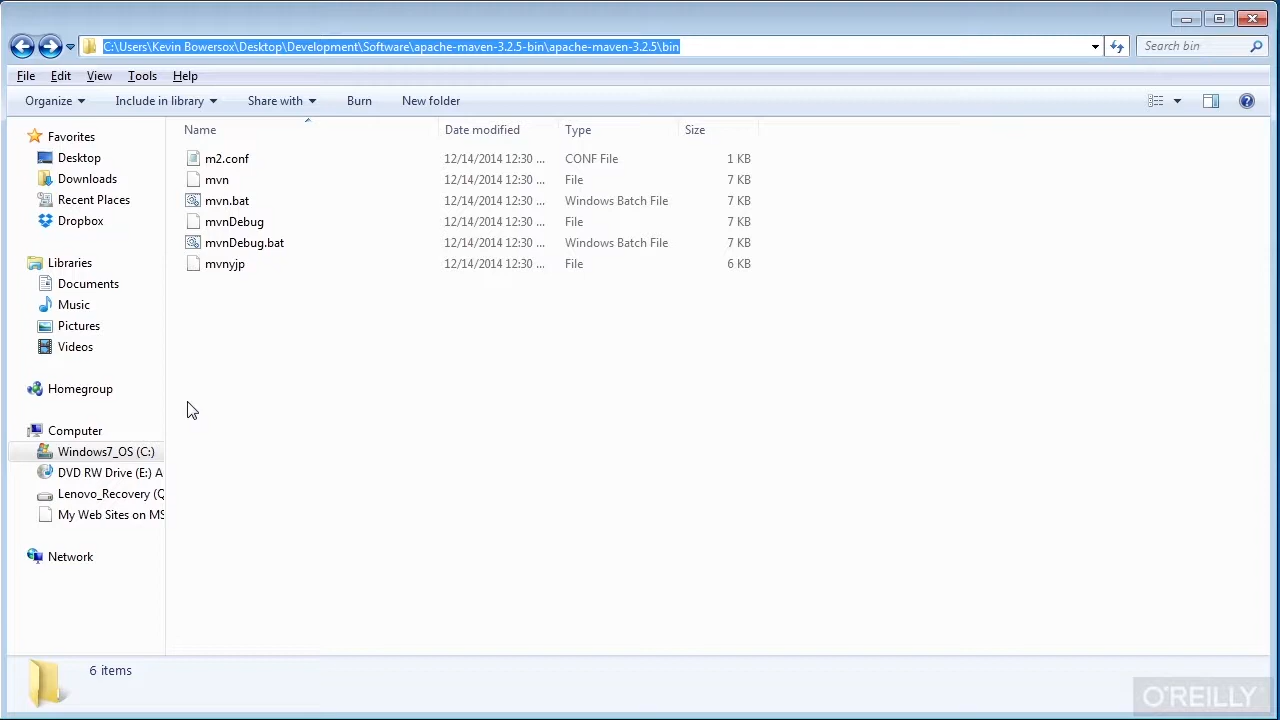 C:\Users\Kevin Bowersox\Desktop\Development\Software\apache-maven-3.2.5-bin\apache-maven-3.2.5\bin
Search bin
File Edit View Tools Help
Organize Include in library Share with Burn New folder
Name Date modified Type Size
m2.conf 12/14/2014 12:30 ... CONF File 1 KB
mvn 12/14/2014 12:30 ... File 7 KB
mvn.bat 12/14/2014 12:30 ... Windows Batch File 7 KB
mvnDebug 12/14/2014 12:30 ... File 7 KB
mvnDebug.bat 12/14/2014 12:30 ... Windows Batch File 7 KB
mvnyjp 12/14/2014 12:30 ... File 6 KB
Favorites
Desktop
Downloads
Recent Places
Dropbox
Libraries
Documents
Music
Pictures
Videos
Homegroup
Computer
Windows7_OS (C:)
DVD RW Drive (E:) A
Lenovo_Recovery (Q
My Web Sites on MS
Network
6 items
O'REILLY